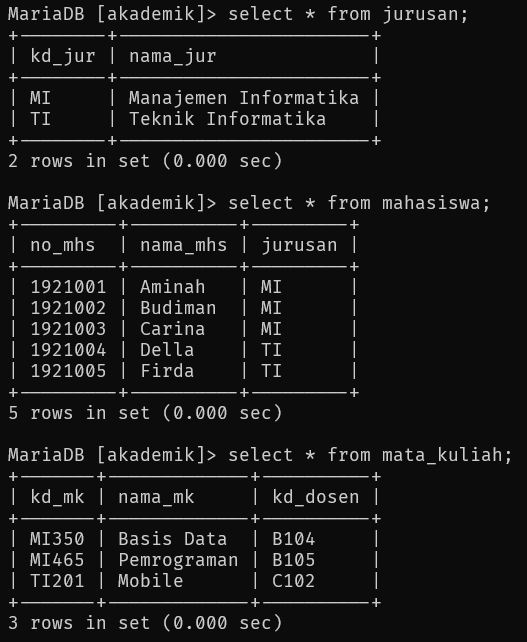 MariaDB [akademik]> select * from jurusan;
+--------+-----------------------+
| kd_jur | nama_jur              |
+--------+-----------------------+
| MI     | Manajemen Informatika |
| TI     | Teknik Informatika    |
+--------+-----------------------+
2 rows in set (0.000 sec)
MariaDB [akademik]> select * from mahasiswa;
+---------+----------+---------+
| no_mhs  | nama_mhs | jurusan |
+---------+----------+---------+
| 1921001 | Aminah   | MI      |
| 1921002 | Budiman  | MI      |
| 1921003 | Carina   | MI      |
| 1921004 | Della    | TI      |
| 1921005 | Firda    | TI      |
+---------+----------+---------+
5 rows in set (0.000 sec)
MariaDB [akademik]> select * from mata_kuliah;
+-------+-------------+----------+
| kd_mk | nama_mk     | kd_dosen |
+-------+-------------+----------+
| MI350 | Basis Data  | B104     |
| MI465 | Pemrograman | B105     |
| TI201 | Mobile      | C102     |
+-------+-------------+----------+
3 rows in set (0.000 sec)